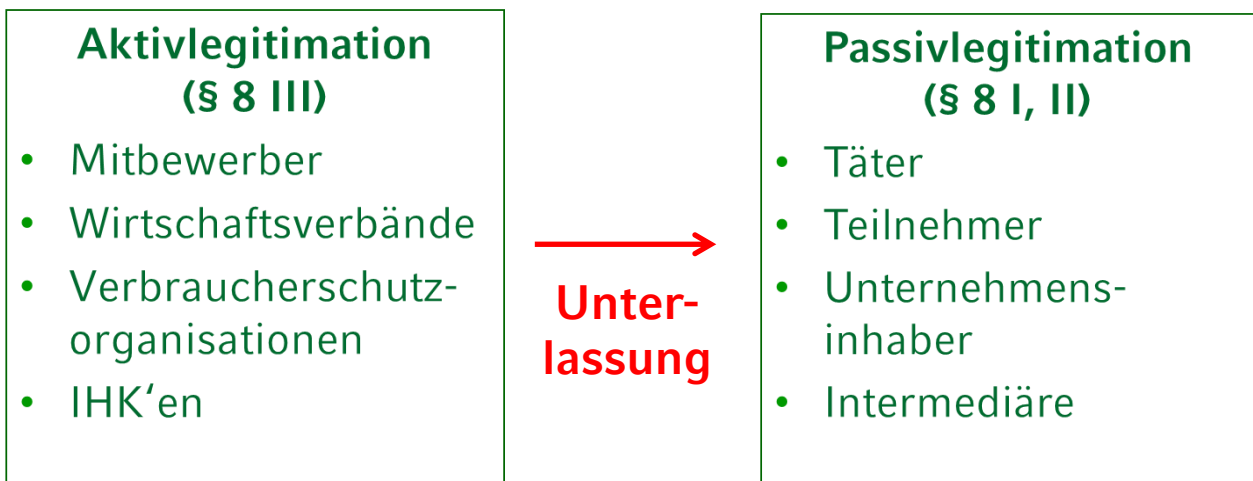 Aktivlegitimation
(§ 8 III)
• Mitbewerber
• Wirtschaftsverbände
• Verbraucherschutz-
organisationen
• IHK‘en
Unter-
lassung
Passivlegitimation
(§ 8 I, II)
• Täter
• Teilnehmer
• Unternehmens-
inhaber
• Intermediäre